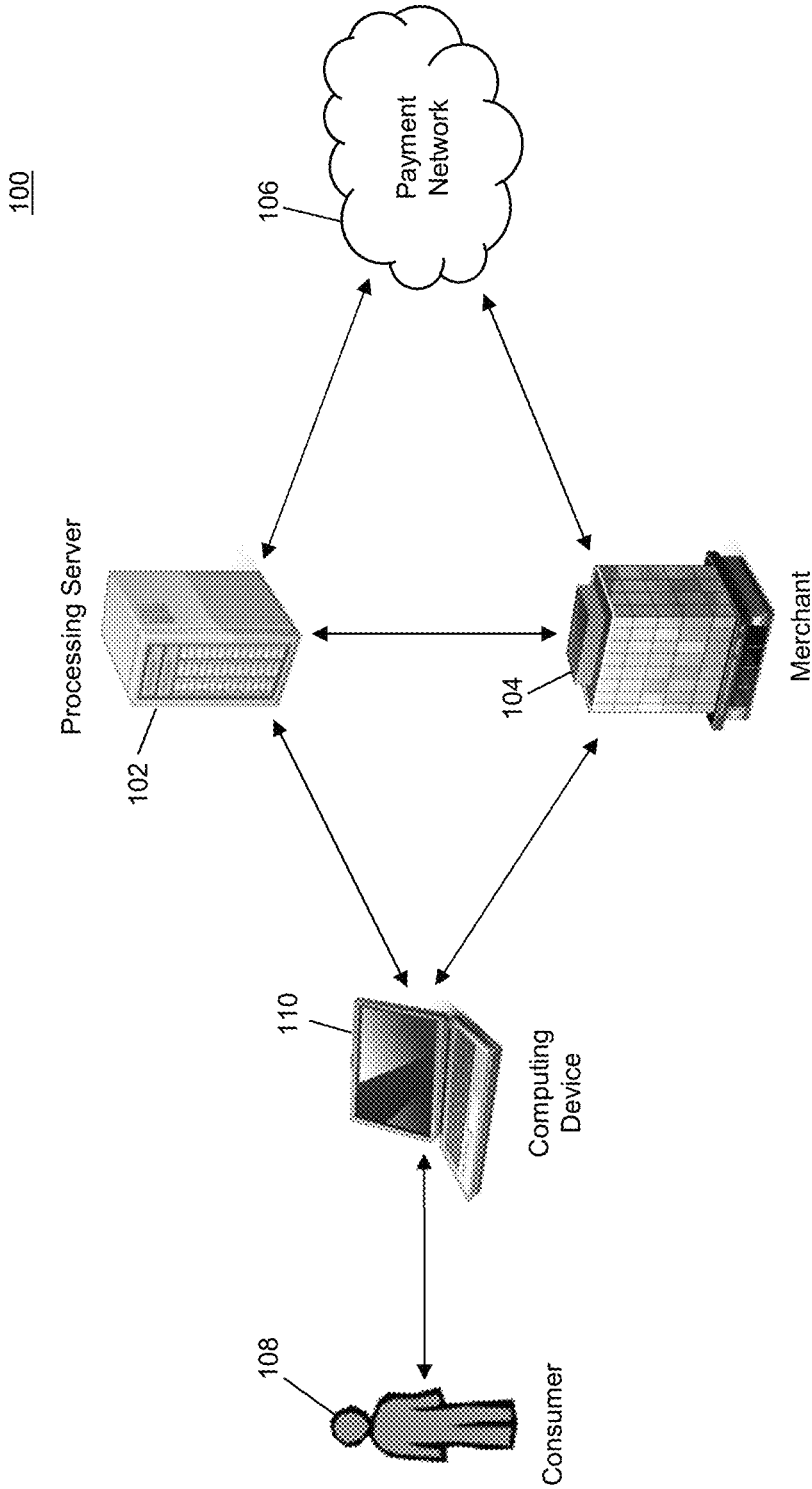 100
Processing Server
102
106
Payment
Network
110
Computing
Device
108
Consumer
104
Merchant